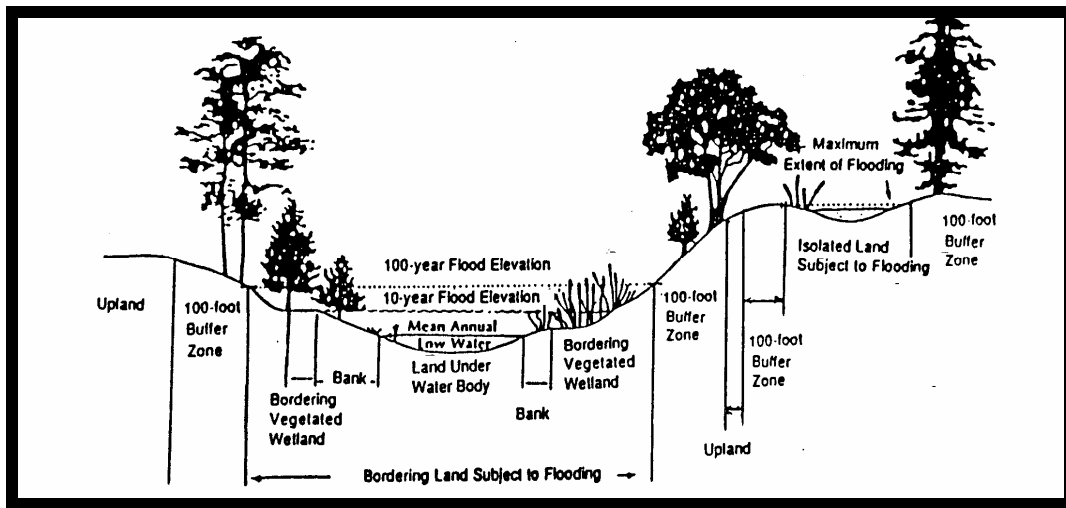 Maximum
Extent of Flooding
100-foot
Buffer
Zone
Isolated Land
Subject to Flooding
100-year Flood Elevation
10-year Flood Elevation
Upland
100-foot
Buffer
Zone
Mean Annual
Low Water
Land Under
Water Body
Bank
Bordering
Vegetated
Wetland
Bordering
Vegetated
Wetland
Bank
100-foot
Buffer
Zone
100-foot
Buffer
Zone
Upland
Bordering Land Subject to Flooding